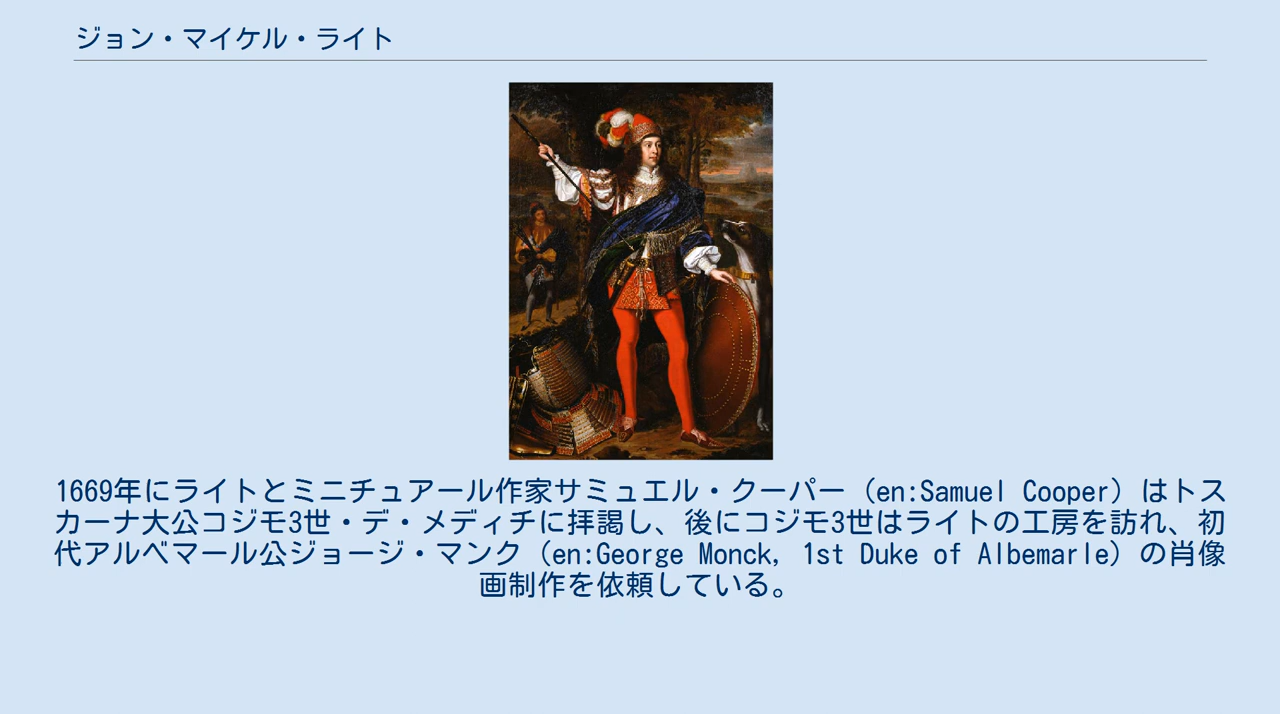 ジョン・マイケル・ライト
1669年にライトとミニチュアール作家サミュエル・クーパー（en:Samuel Cooper）はトス
カーナ大公コジモ3世・デ・メディチに拝謁し、後にコジモ3世はライトの工房を訪れ、初
代アルベマール公ジョージ・マンク（en:George Monck, 1st Duke of Albemarle）の肖像
画制作を依頼している。